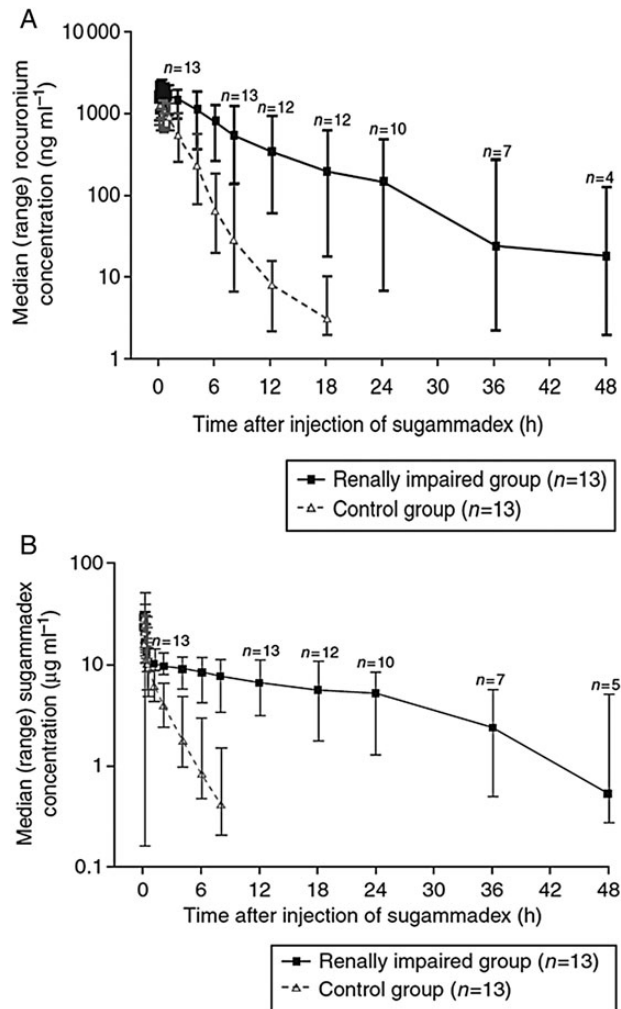 A
Median (range) rocuronium
concentration (ng ml⁻¹)
10 000
1000
100
10
1
n=13
n=13
n=12
n=12
n=10
n=7
n=4
0 6 12 18 24 30 36 42 48
Time after injection of sugammadex (h)
Renally impaired group (n=13)
Control group (n=13)
B
Median (range) sugammadex
concentration (µg ml⁻¹)
100
10
1
0.1
n=13
n=13
n=12
n=10
n=7
n=5
0 6 12 18 24 30 36 42 48
Time after injection of sugammadex (h)
Renally impaired group (n=13)
Control group (n=13)